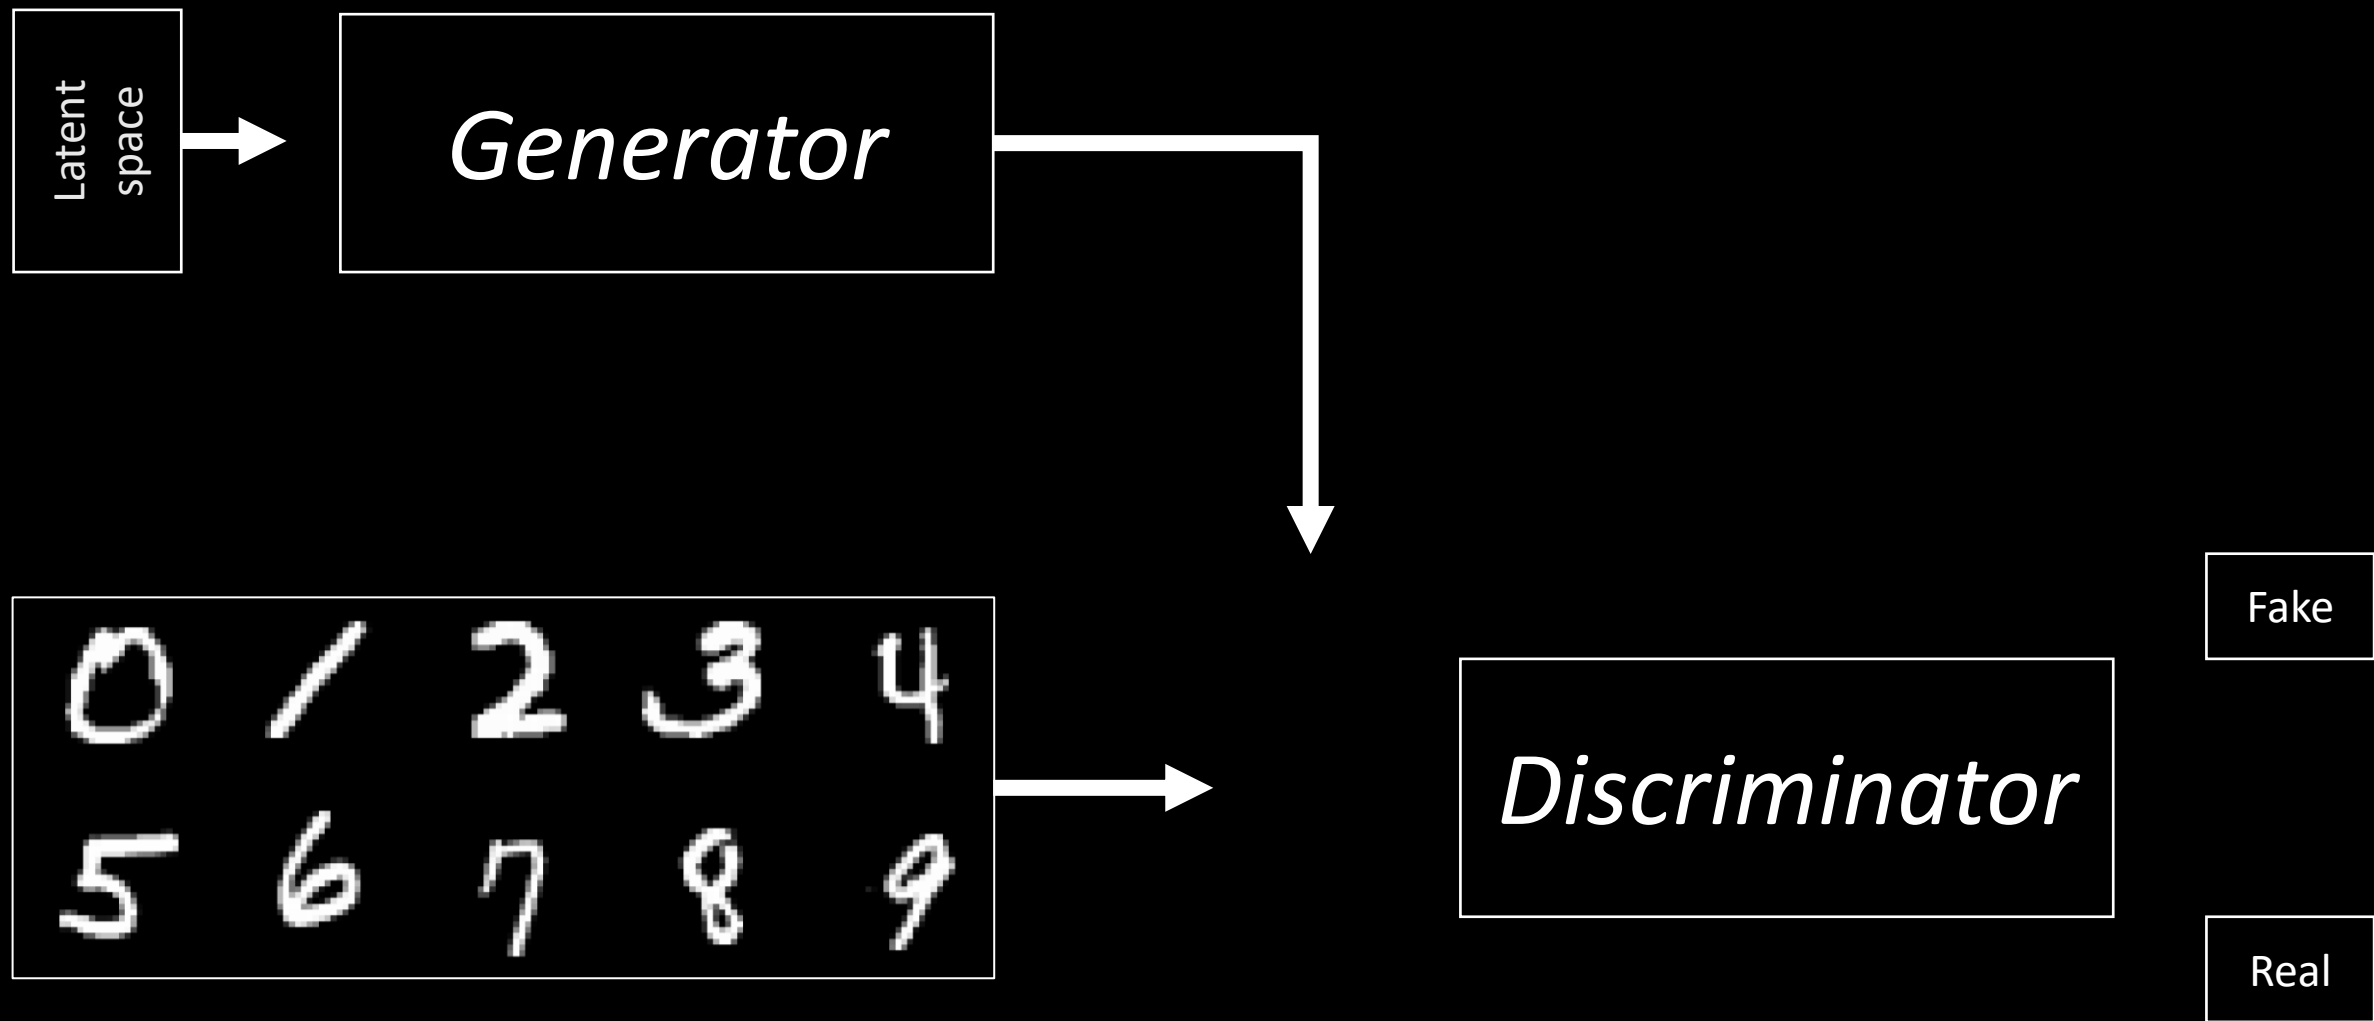 Latent
space
Generator
0 1 2 3 4
5 6 7 8 9
Fake
Discriminator
Real